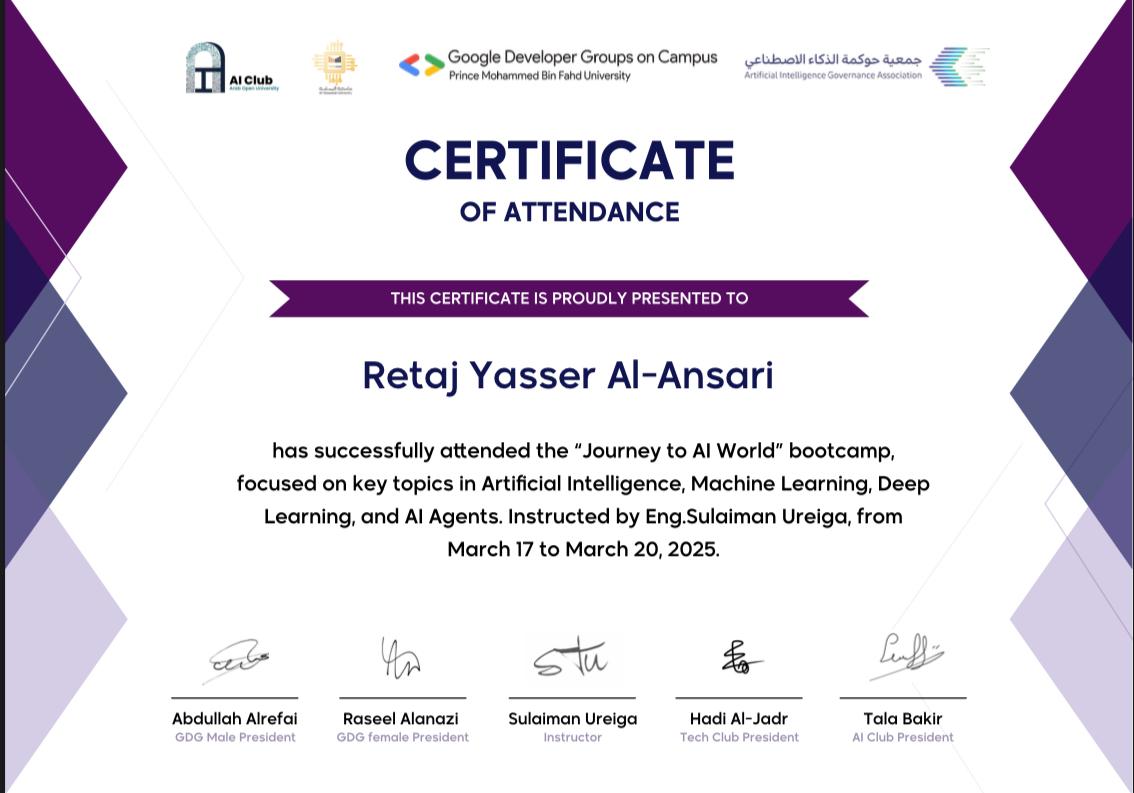 AI Club
Arab Open University
Google Developer Groups on Campus
Prince Mohammed Bin Fahd University
جمعية حوكمة الذكاء الاصطناعي
Artificial Intelligence Governance Association
CERTIFICATE
OF ATTENDANCE
THIS CERTIFICATE IS PROUDLY PRESENTED TO
Retaj Yasser Al-Ansari
has successfully attended the “Journey to AI World” bootcamp,
focused on key topics in Artificial Intelligence, Machine Learning, Deep
Learning, and AI Agents. Instructed by Eng.Sulaiman Ureiga, from
March 17 to March 20, 2025.
Abdullah Alrefai
GDG Male President
Raseel Alanazi
GDG female President
Sulaiman Ureiga
Instructor
Hadi Al-Jadr
Tech Club President
Tala Bakir
AI Club President